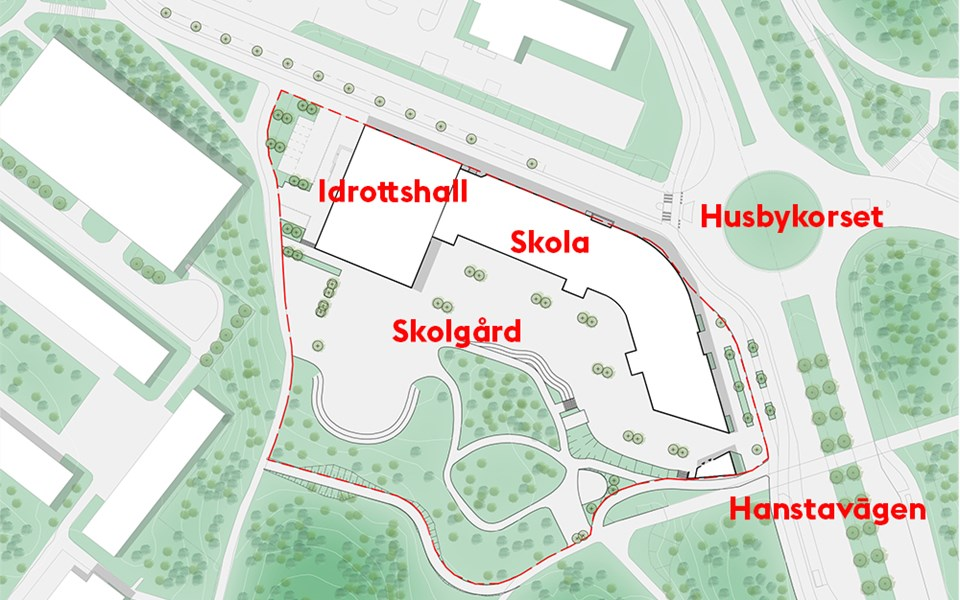 Idrottshall
Husbykorset
Skola
Skolgård
Hanstavägen